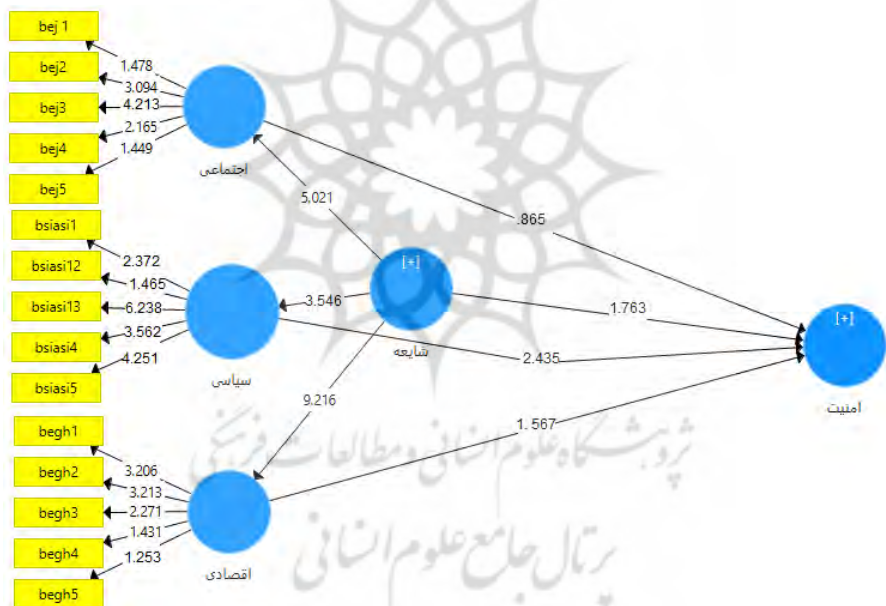 bej 1
bej2
bej3
bej4
bej5
1.478
3.094
4.213
2.165
1.449
اجتماعی
5.021
.865
bsiasi1
bsiasi12
bsiasi13
bsiasi4
bsiasi5
2.372
1.465
6.238
3.562
4.251
سیاسی
3.546
[+]
شایعه
1.763
2.435
[+]
امنیت
9.216
1.567
begh1
begh2
begh3
begh4
begh5
3.206
3.213
2.271
1.431
1.253
اقصادی
پژوهشگاه علوم انسانی و مطالعات فرهنگی
پرتال جامع علوم انسانی